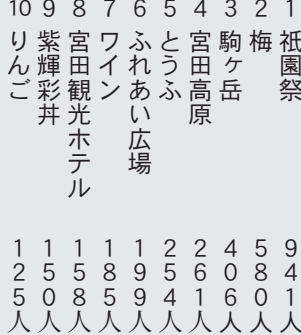 1 祇園祭 941人
2 梅 580人
3 駒ヶ岳 406人
4 宮田高原 261人
5 とうふ 254人
6 ふれあい広場 199人
7 ワイン 185人
8 宮田観光ホテル 158人
9 紫輝彩丼 150人
10 りんご 125人